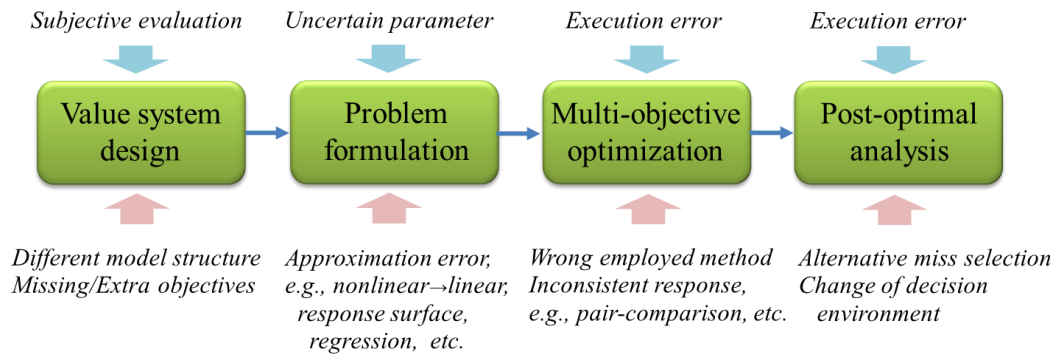 Subjective evaluation
Uncertain parameter
Execution error
Execution error
Value system
design
Problem
formulation
Multi-objective
optimization
Post-optimal
analysis
Different model structure
Missing/Extra objectives
Approximation error,
e.g., nonlinear→linear,
response surface,
regression, etc.
Wrong employed method
Inconsistent response,
e.g., pair-comparison, etc.
Alternative miss selection
Change of decision
environment